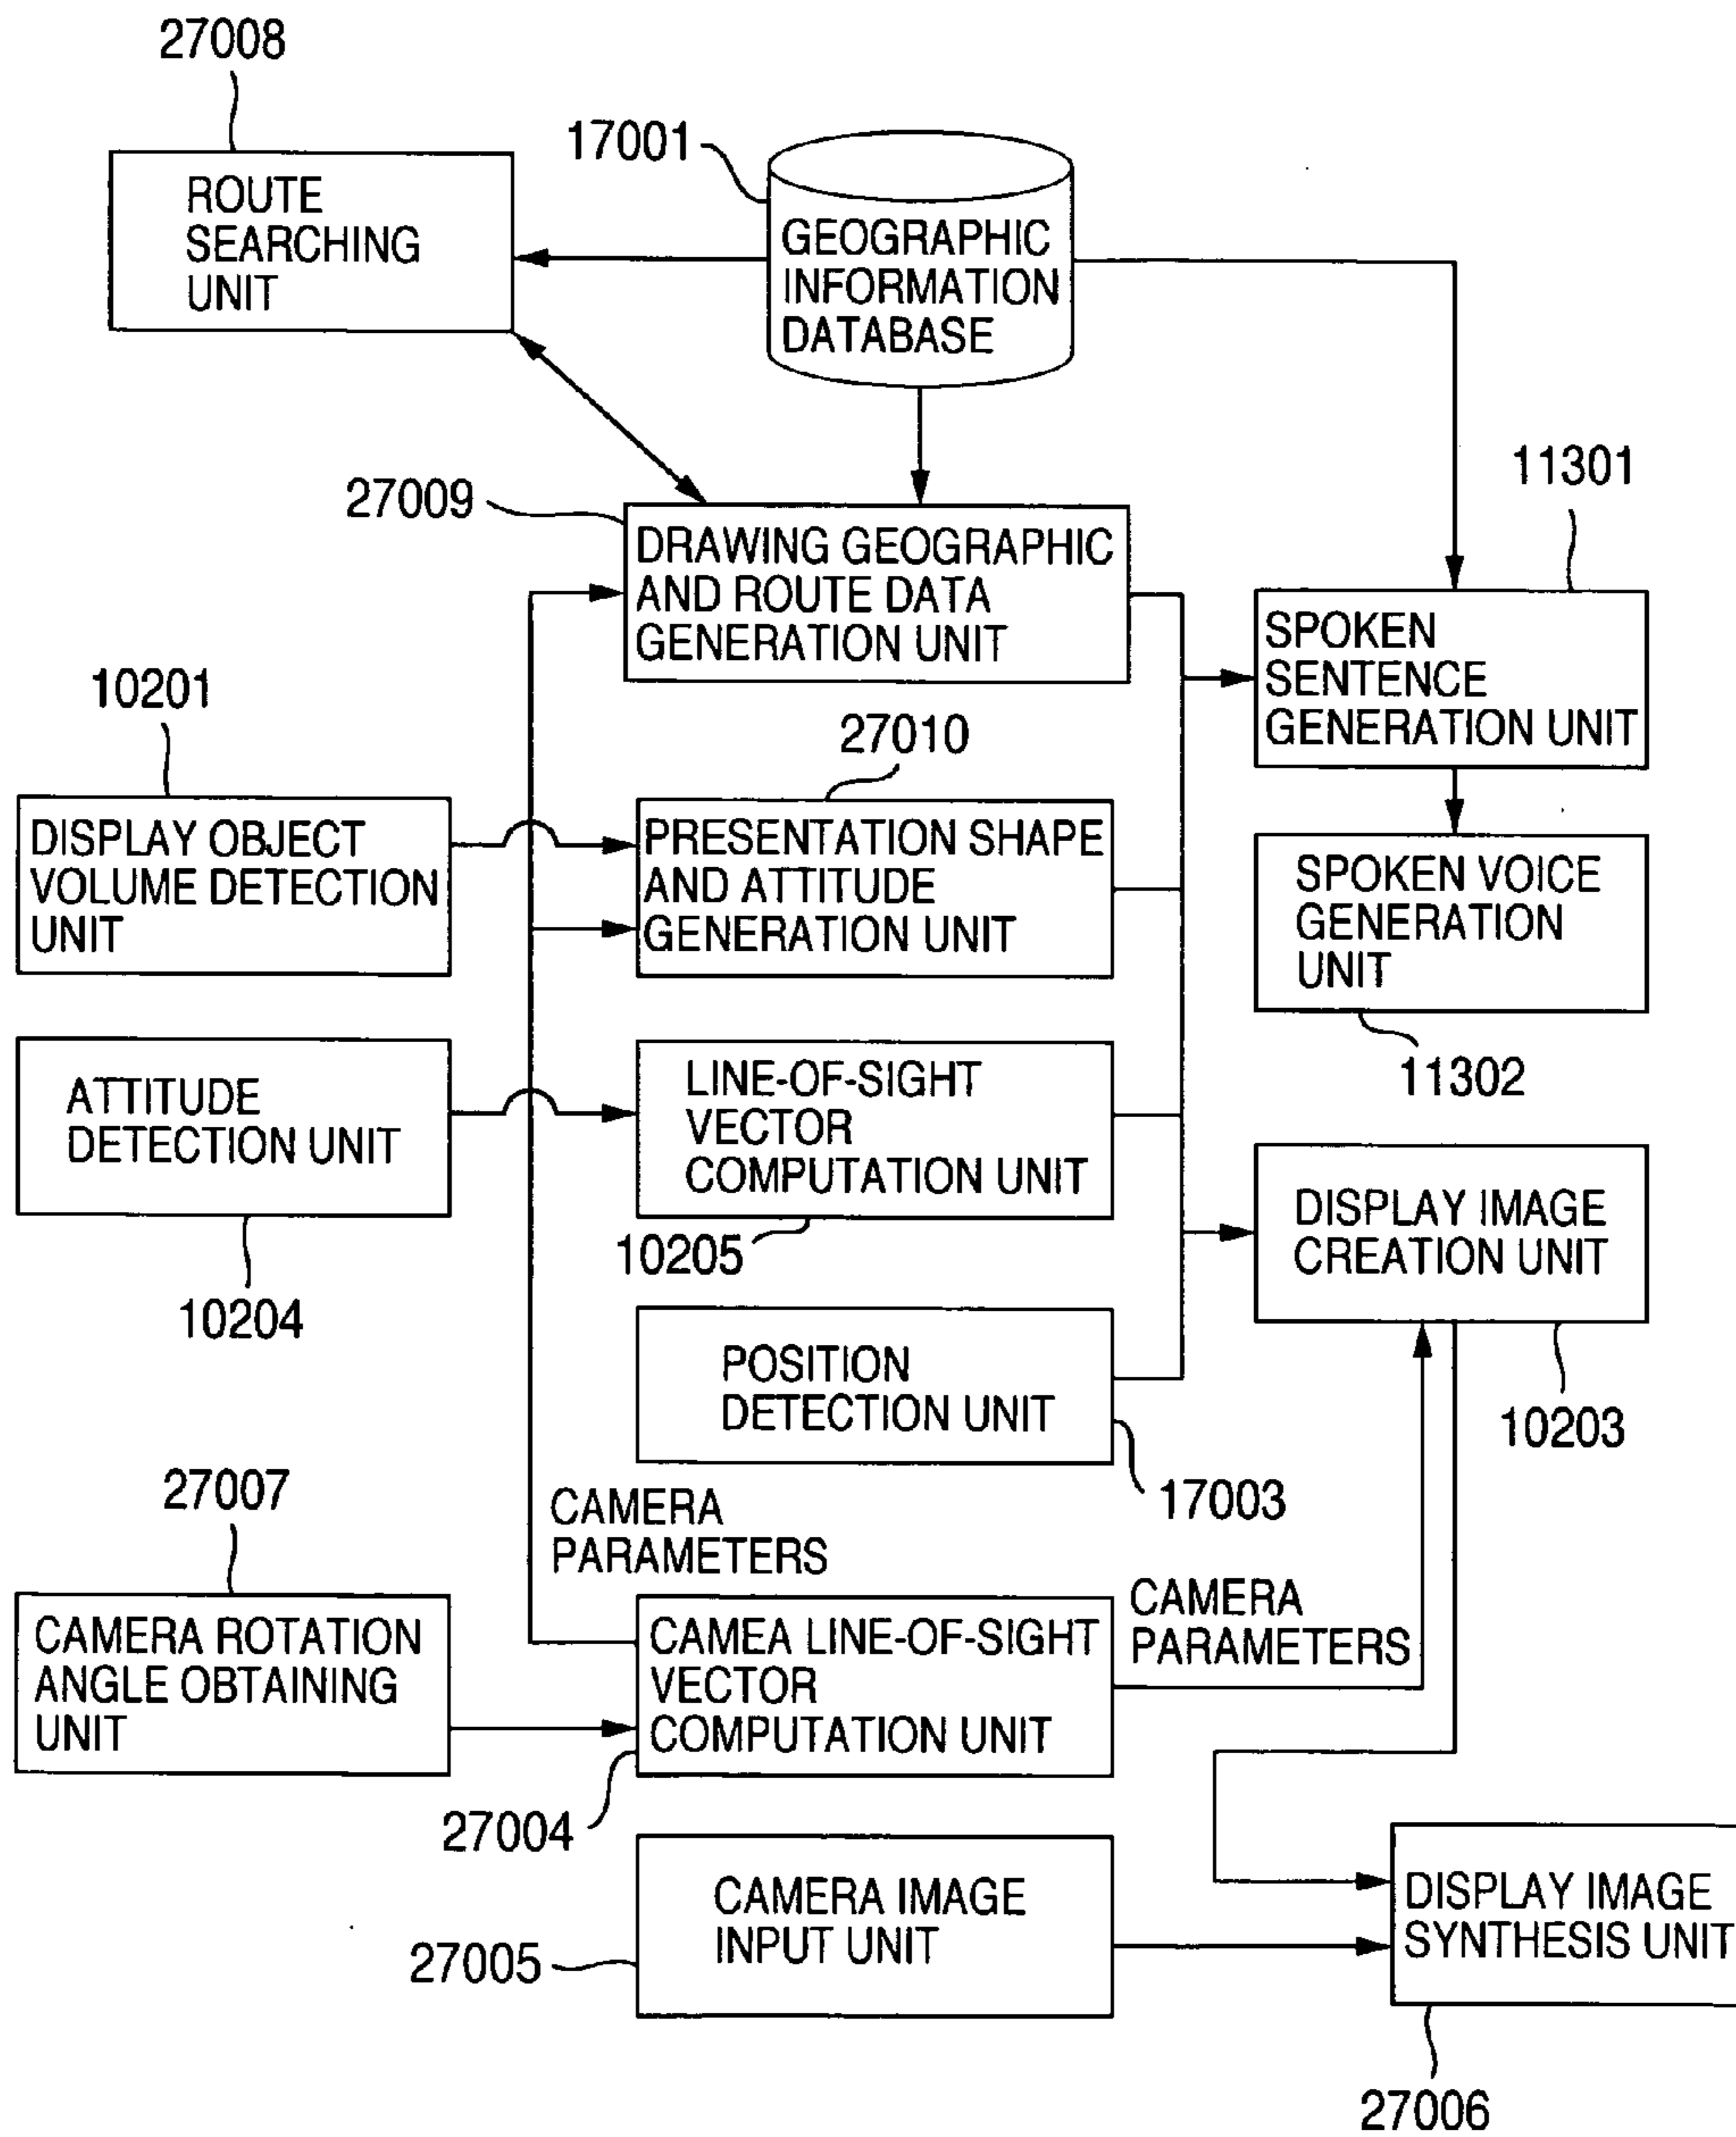 27008
17001
ROUTE
SEARCHING
UNIT
GEOGRAPHIC
INFORMATION
DATABASE
11301
27009
DRAWING GEOGRAPHIC
AND ROUTE DATA
GENERATION UNIT
SPOKEN
SENTENCE
GENERATION UNIT
10201
27010
DISPLAY OBJECT
VOLUME DETECTION
UNIT
PRESENTATION SHAPE
AND ATTITUDE
GENERATION UNIT
SPOKEN VOICE
GENERATION
UNIT
11302
ATTITUDE
DETECTION UNIT
10204
LINE-OF-SIGHT
VECTOR
COMPUTATION UNIT
10205
DISPLAY IMAGE
CREATION UNIT
10203
POSITION
DETECTION UNIT
17003
27007
CAMERA
PARAMETERS
CAMERA ROTATION
ANGLE OBTAINING
UNIT
CAMEA LINE-OF-SIGHT
VECTOR
COMPUTATION UNIT
27004
CAMERA
PARAMETERS
CAMERA IMAGE
INPUT UNIT
27005
DISPLAY IMAGE
SYNTHESIS UNIT
27006